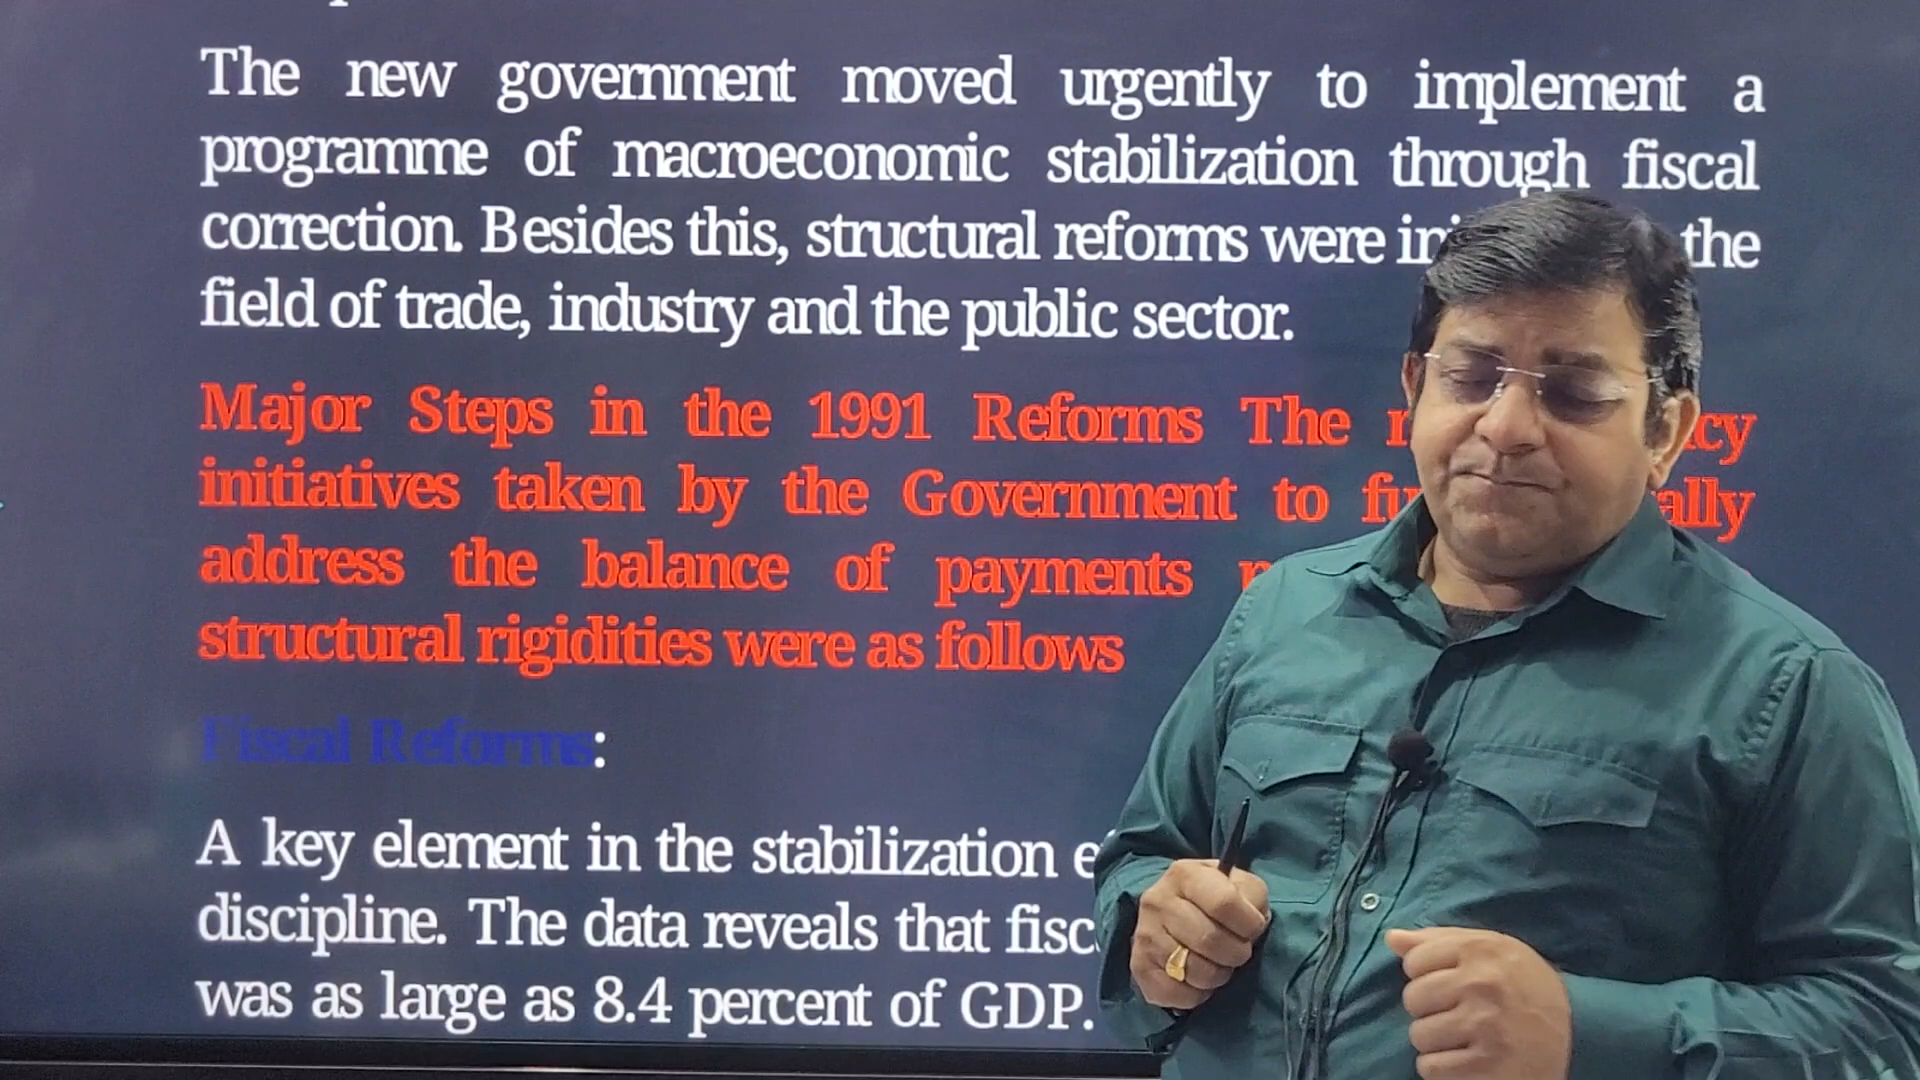 The new government moved urgently to implement a
programme of macroeconomic stabilization through fiscal
correction. Besides this, structural reforms were the
field of trade, industry and the public sector.
Major Steps in the 1991 Reforms The
initiatives taken by the Government to
address the balance of payments
structural rigidities were as follows
Fiscal Reforms:
A key element in the stabilization
discipline. The data reveals that
was as large as 8.4 percent of GDP.